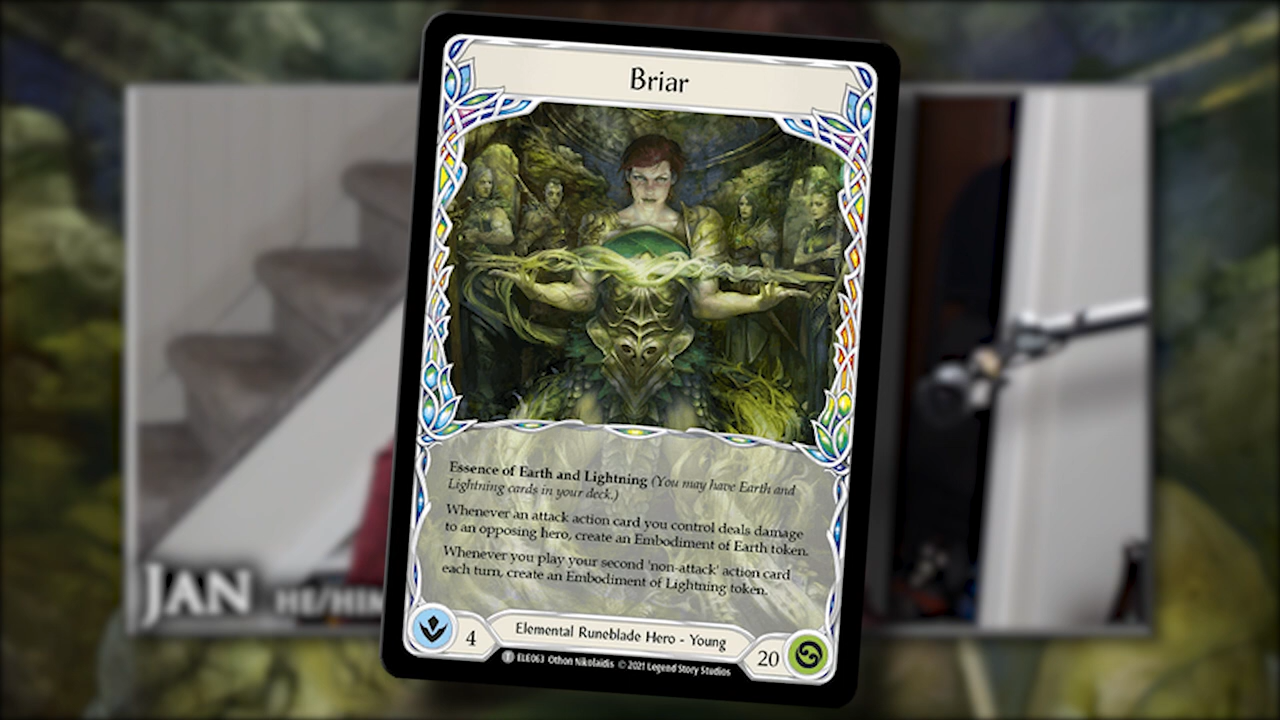 Briar
Essence of Earth and Lightning (You may have Earth and
Lightning cards in your deck.)
Whenever an attack action card you control deals damage
to an opposing hero, create an Embodiment of Earth token.
Whenever you play your second 'non-attack' action card
each turn, create an Embodiment of Lightning token.
4
Elemental Runeblade Hero - Young
20
T ELE063 Othon Nikolaidis © 2021 Legend Story Studios
JAN HE/HIM